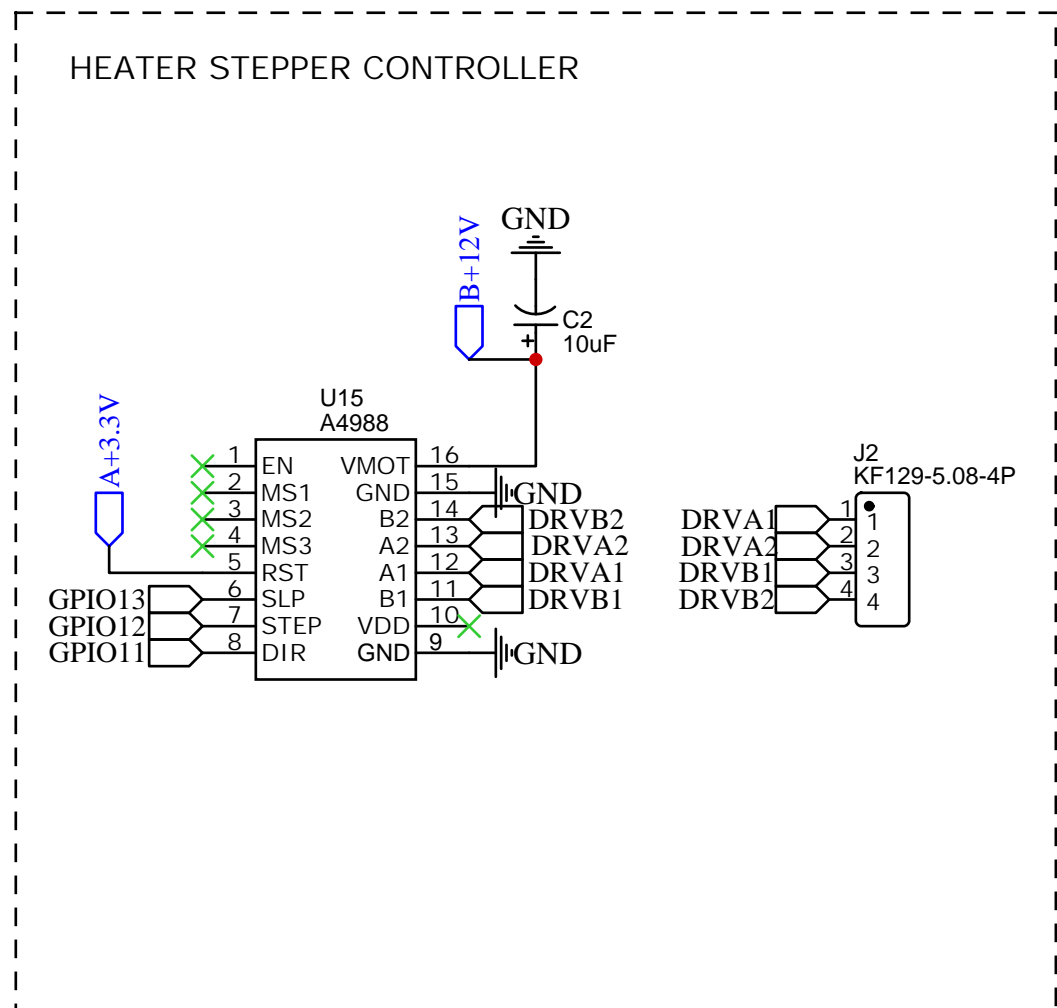 HEATER STEPPER CONTROLLER
GND
B+12V
C2
+
10uF
A+3.3V
U15
A4988
1 EN VMOT 16
2 MS1 GND 15 GND
3 MS2 B2 14 DRVB2
4 MS3 A2 13 DRVA2
5 RST A1 12 DRVA1
GPIO13 6 SLP B1 11 DRVB1
GPIO12 7 STEP VDD 10
GPIO11 8 DIR GND 9 GND
J2
KF129-5.08-4P
DRVA1 1 1
DRVA2 2 2
DRVB1 3 3
DRVB2 4 4